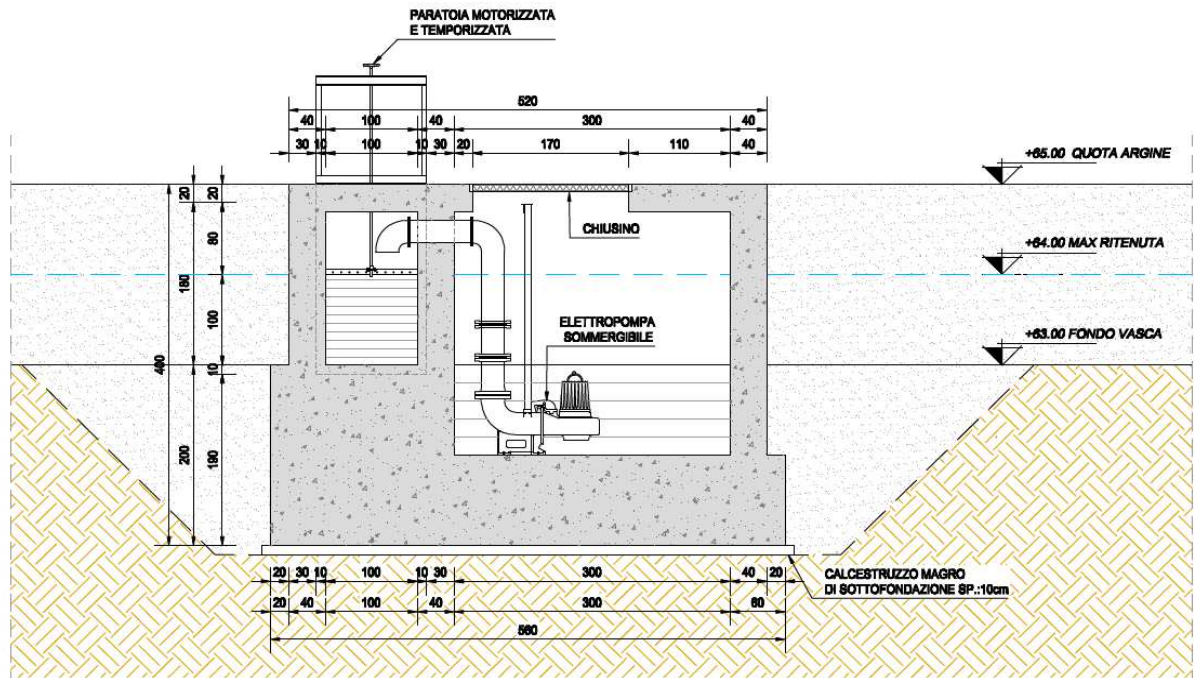 PARATOIA MOTORIZZATA
E TEMPORIZZATA
520
40 100 40 300 40
30 10 100 10 30 20 170 110 40
+65.00 QUOTA ARGINE
20 20
CHIUSINO
80
+64.00 MAX RITENUTA
180
100
ELETTROPOMPA
SOMMERGIBILE
+63.00 FONDO VASCA
400
10
200
190
20 30 10 100 10 30 300 40 20
CALCESTRUZZO MAGRO
DI SOTTOFONDAZIONE SP.:10cm
20 40 100 40 300 60
560